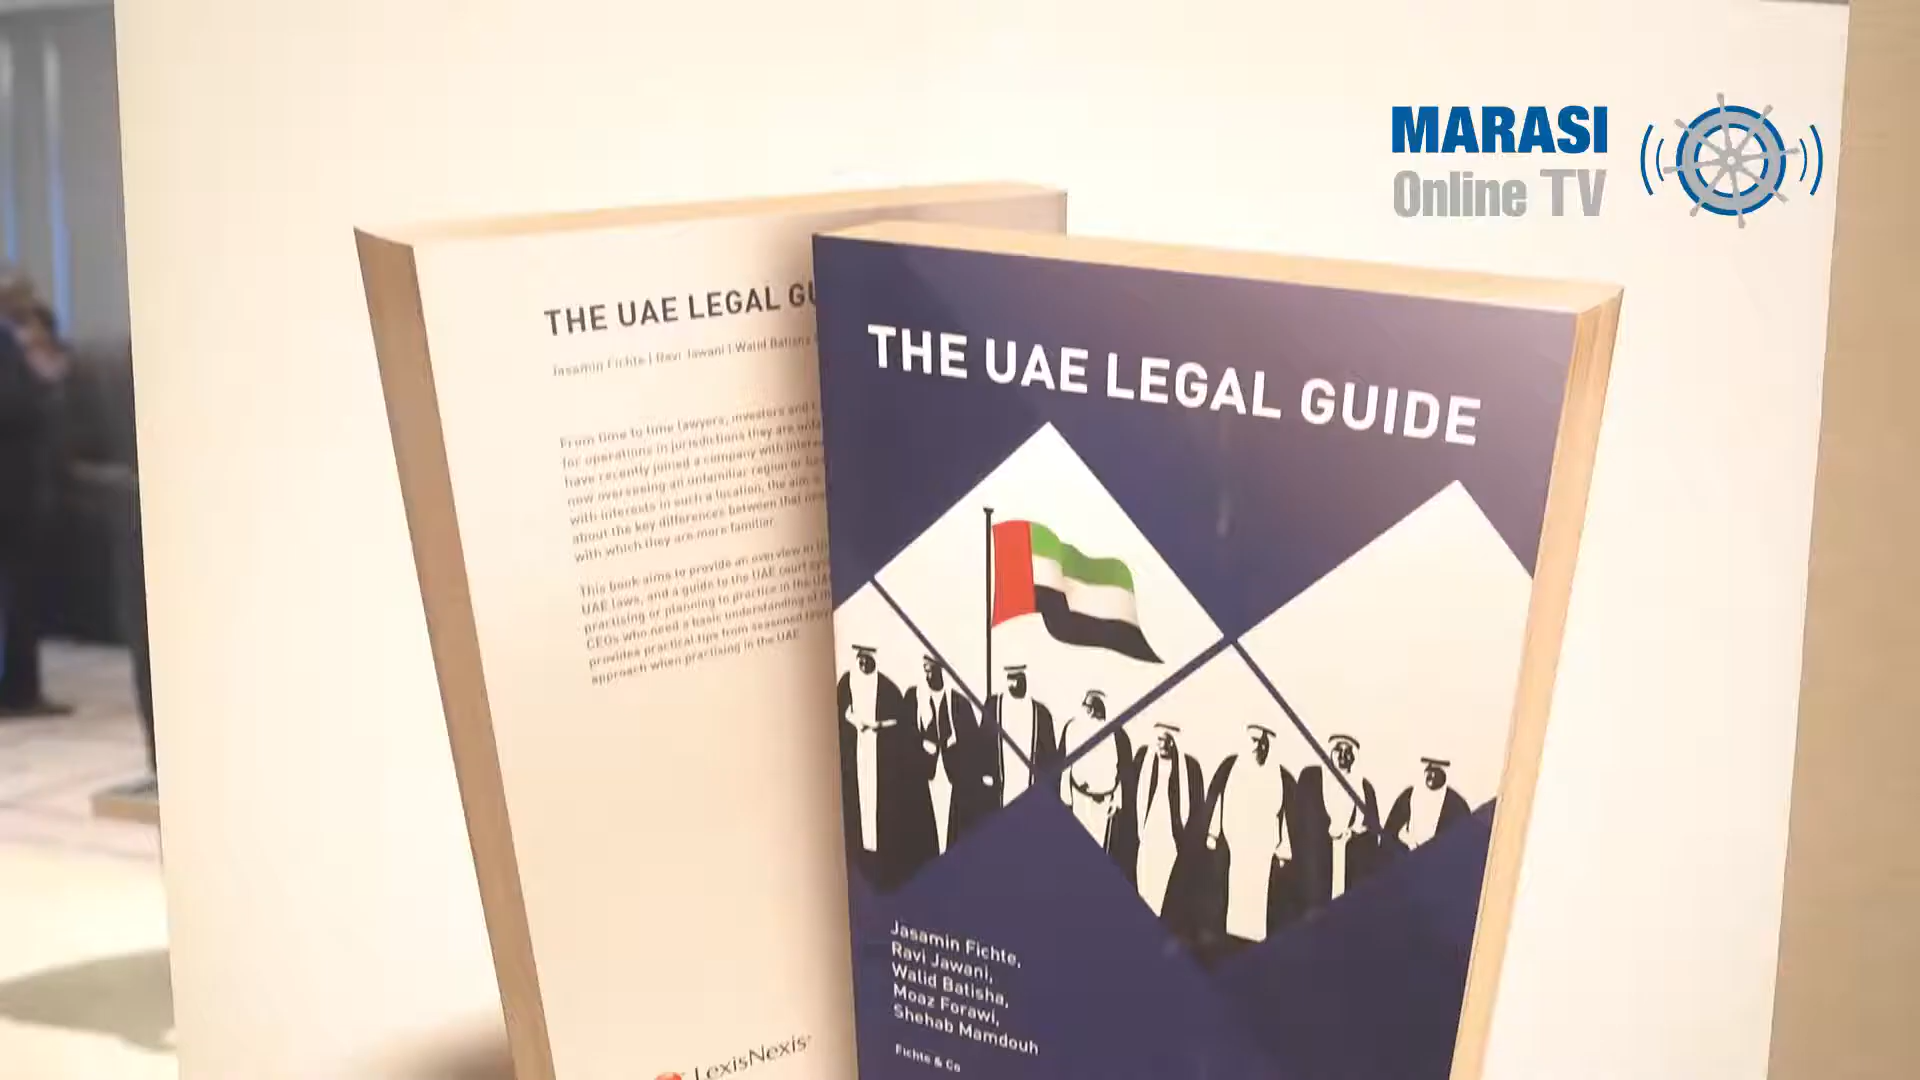 MARASI
Online TV
THE UAE LEGAL GU
Jasamin Fichte | Ravi Jawani | Walid Batisha
From time to time lawyers, investors and
for operations in jurisdictions they are
have recently joined a company with
now overseeing an unfamiliar region or
with interests in such a location, the aim
about the key differences between that
with which they are more familiar
This book aims to provide an overview
UAE laws, and a guide to the UAE court
practising or planning to practice in the
CEOs who need a basic understanding of
provides practical tips from seasoned
approach when practising in the UAE
LexisNexis
THE UAE LEGAL GUIDE
Jasamin Fichte,
Ravi Jawani,
Walid Batisha,
Moaz Forawi,
Shehab Mamdouh
Fichte & Co